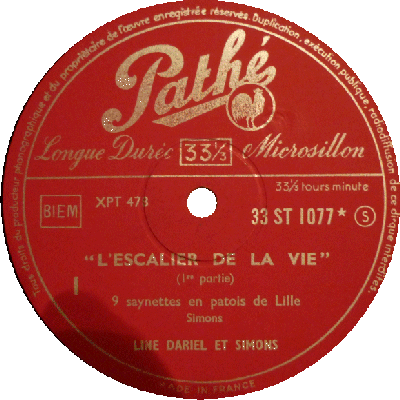 Tous droits du producteur phonographique et du propriétaire de l'œuvre enregistrée réservés. Duplication, exécution publique, radiodiffusion de ce disque interdites.
Pathé
Longue Durée 33⅓ Microsillon
33⅓ tours minute
BIEM XPT 473 33 ST 1077* S
"L'ESCALIER DE LA VIE"
(1re partie)
I
9 saynettes en patois de Lille
Simons
LINE DARIEL ET SIMONS
MADE IN FRANCE